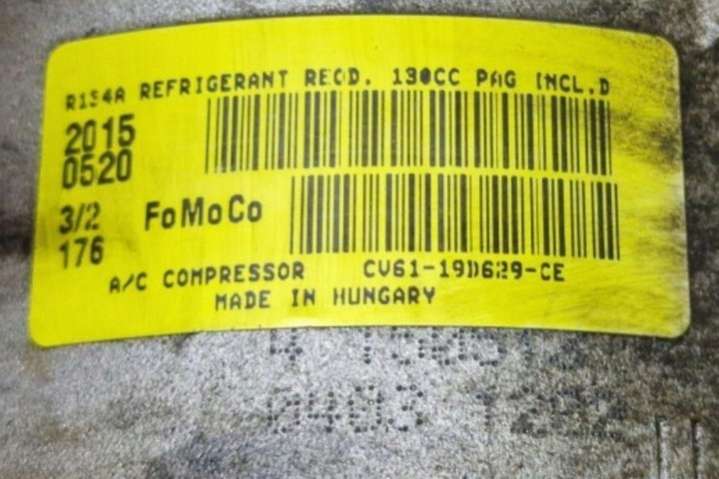 R134A REFRIGERANT REQD. 130CC PAG INCL.D
2015
0520
3/2
176
FoMoCo
A/C COMPRESSOR CV61-19D629-CE
MADE IN HUNGARY
0403